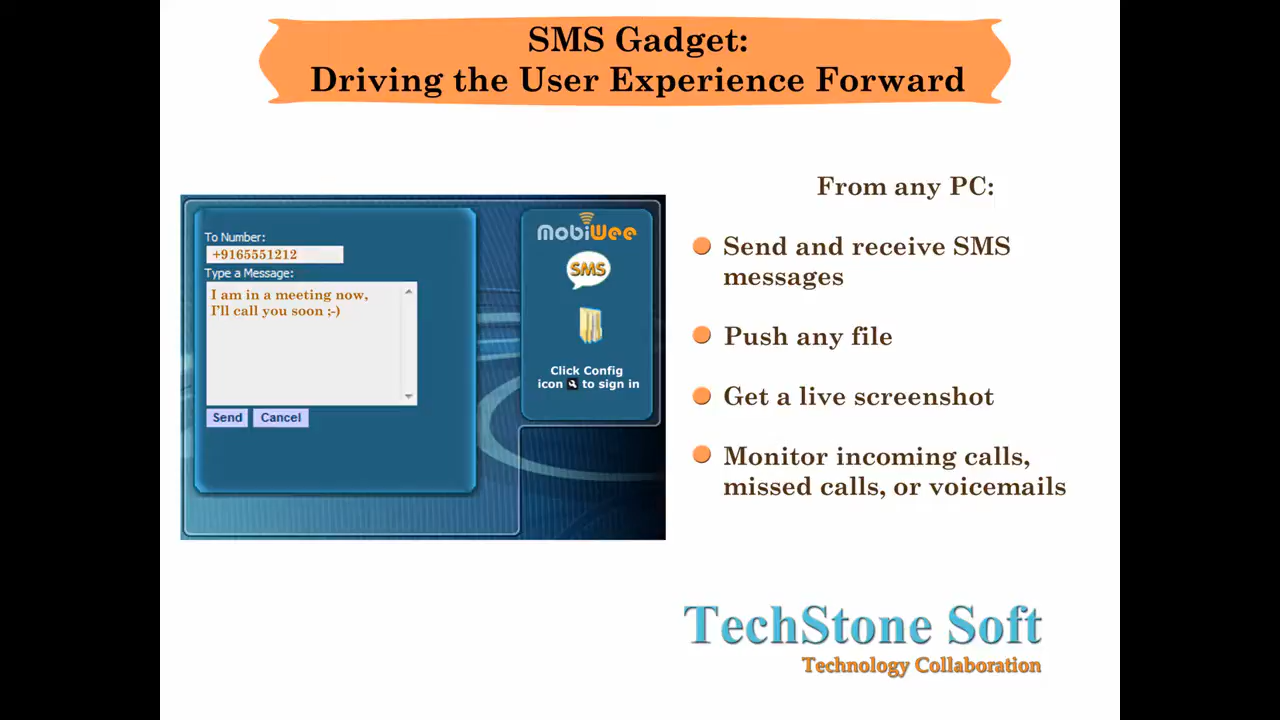 SMS Gadget:
Driving the User Experience Forward
To Number:
+9165551212
Type a Message:
I am in a meeting now,
I'll call you soon ;-)
Send Cancel
MobiWee
SMS
Click Config
icon to sign in
From any PC:
Send and receive SMS
messages
Push any file
Get a live screenshot
Monitor incoming calls,
missed calls, or voicemails
TechStone Soft
Technology Collaboration